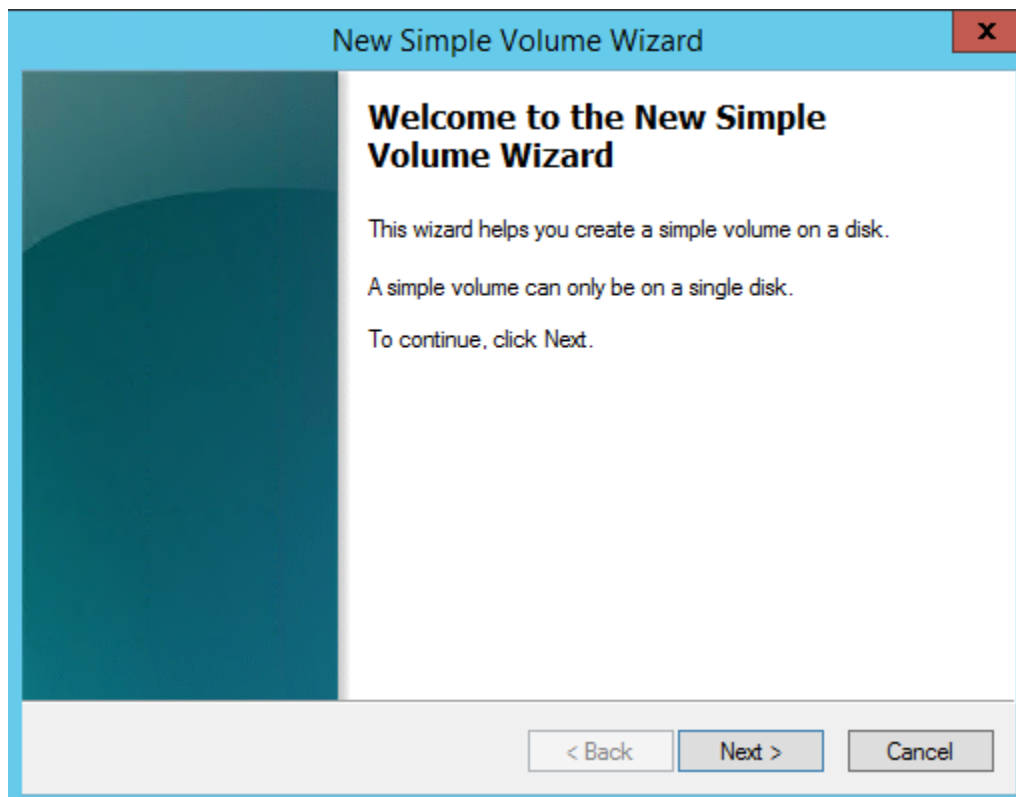 New Simple Volume Wizard
x
Welcome to the New Simple
Volume Wizard
This wizard helps you create a simple volume on a disk.
A simple volume can only be on a single disk.
To continue, click Next.
< Back
Next >
Cancel